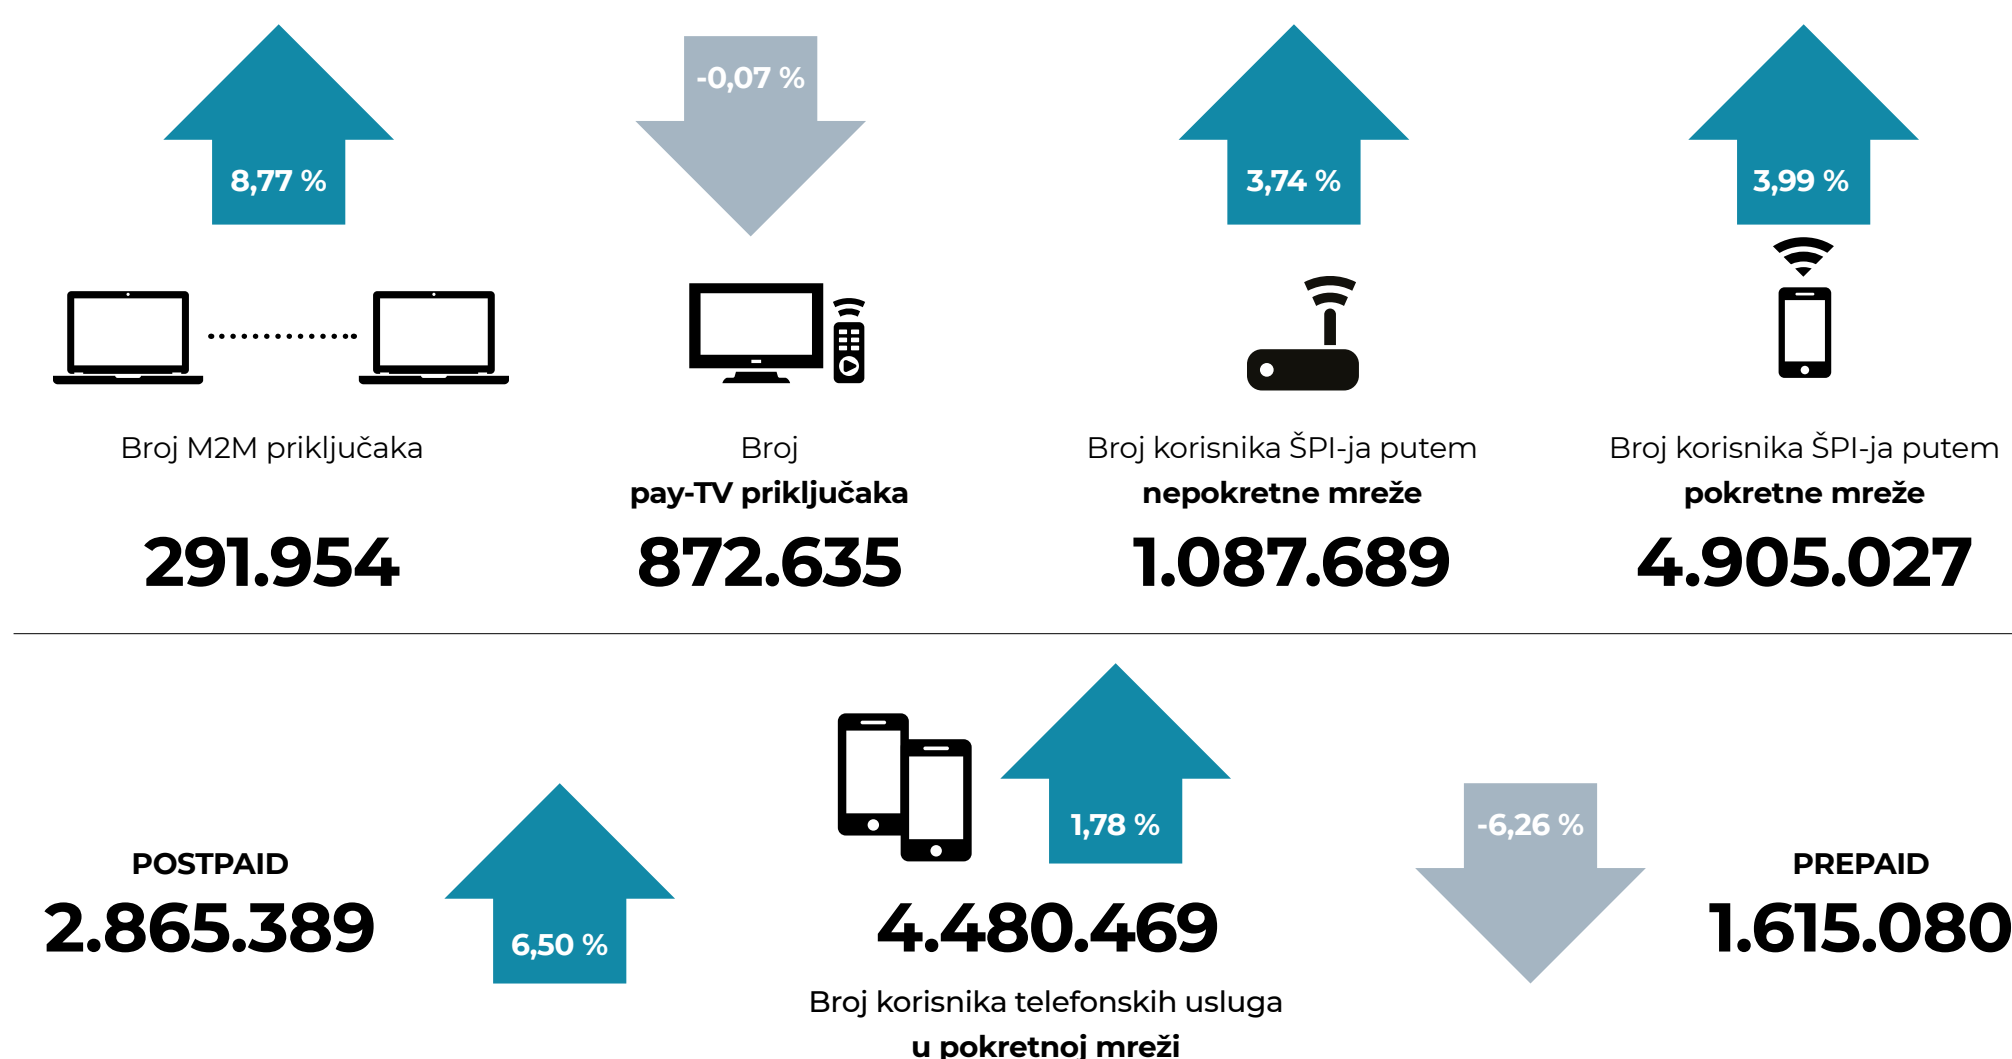 8,77 %
-0,07 %
3,74 %
3,99 %
Broj M2M priključaka
291.954
Broj
pay-TV priključaka
872.635
Broj korisnika ŠPI-ja putem
nepokretne mreže
1.087.689
Broj korisnika ŠPI-ja putem
pokretne mreže
4.905.027
POSTPAID
2.865.389
6,50 %
1,78 %
4.480.469
Broj korisnika telefonskih usluga
u pokretnoj mreži
-6,26 %
PREPAID
1.615.080